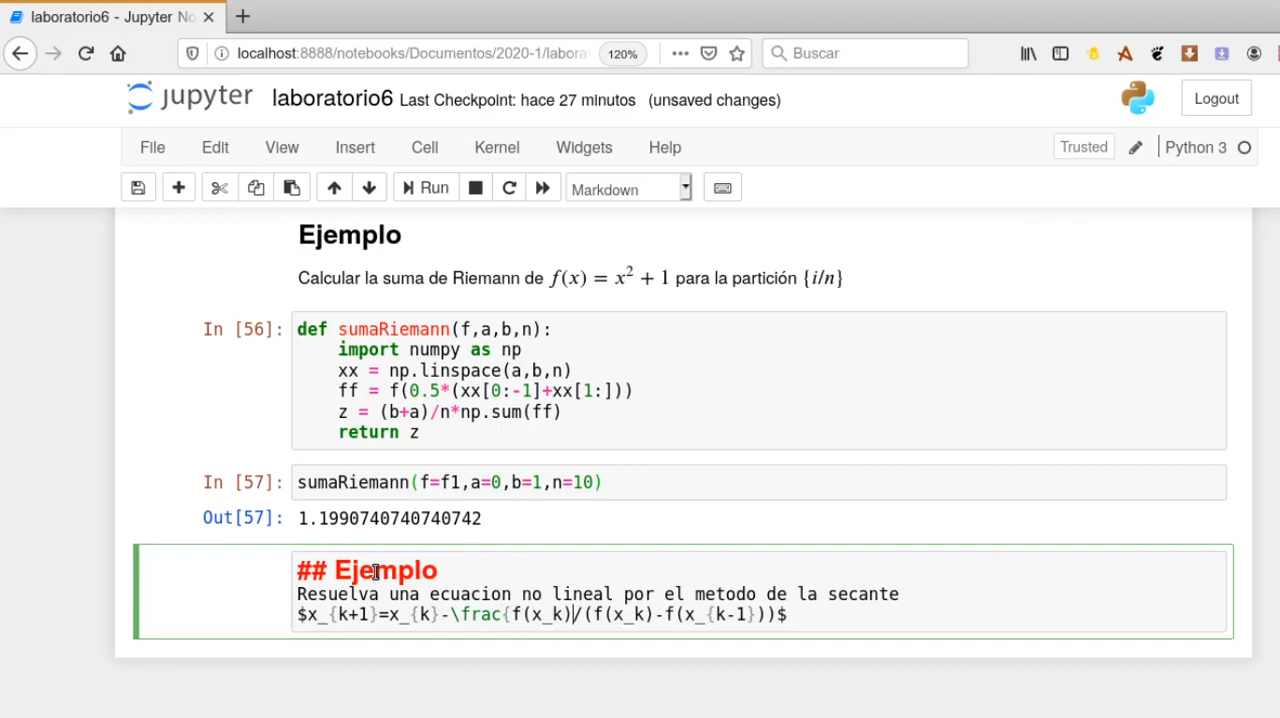 laboratorio6 - Jupyter No
localhost:8888/notebooks/Documentos/2020-1/labora
120%
Buscar
jupyter laboratorio6 Last Checkpoint: hace 27 minutos (unsaved changes)
Logout
File Edit View Insert Cell Kernel Widgets Help
Trusted
Python 3
Run
Markdown
Ejemplo
Calcular la suma de Riemann de f(x) = x² + 1 para la partición {i/n}
In [56]: def sumaRiemann(f,a,b,n):
import numpy as np
xx = np.linspace(a,b,n)
ff = f(0.5*(xx[0:-1]+xx[1:]))
z = (b+a)/n*np.sum(ff)
return z
In [57]: sumaRiemann(f=f1,a=0,b=1,n=10)
Out[57]: 1.1990740740740742
## Ejemplo
Resuelva una ecuacion no lineal por el metodo de la secante
$x_{k+1}=x_{k}-\frac{f(x_k)/(f(x_k)-f(x_{k-1}))$